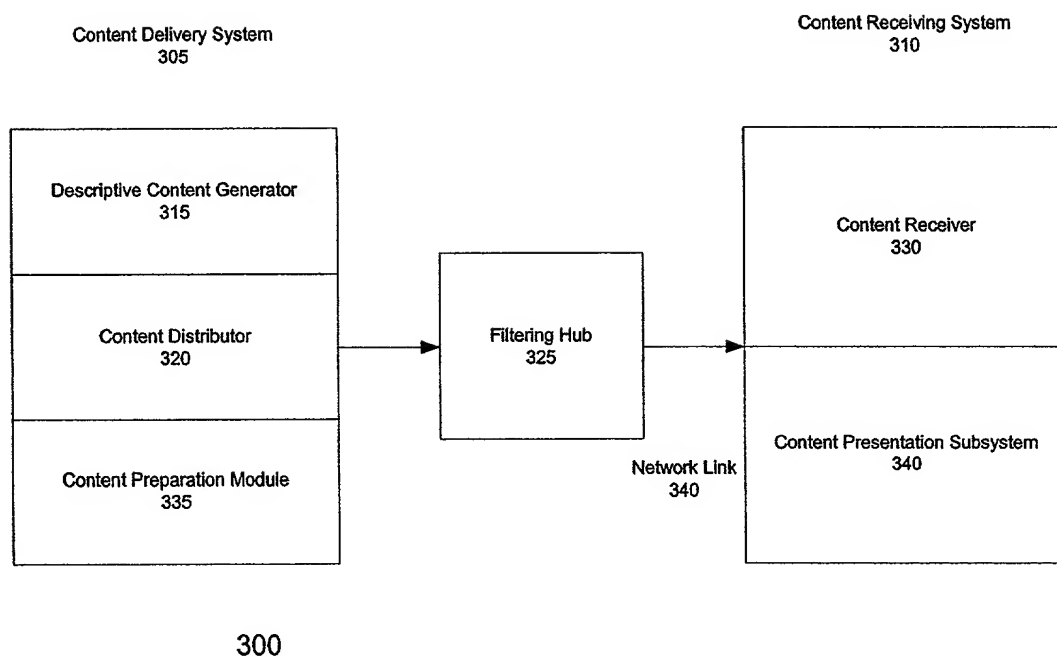 Content Delivery System
305
Content Receiving System
310
Descriptive Content Generator
315
Content Distributor
320
Content Preparation Module
335
Filtering Hub
325
Network Link
340
Content Receiver
330
Content Presentation Subsystem
340
300